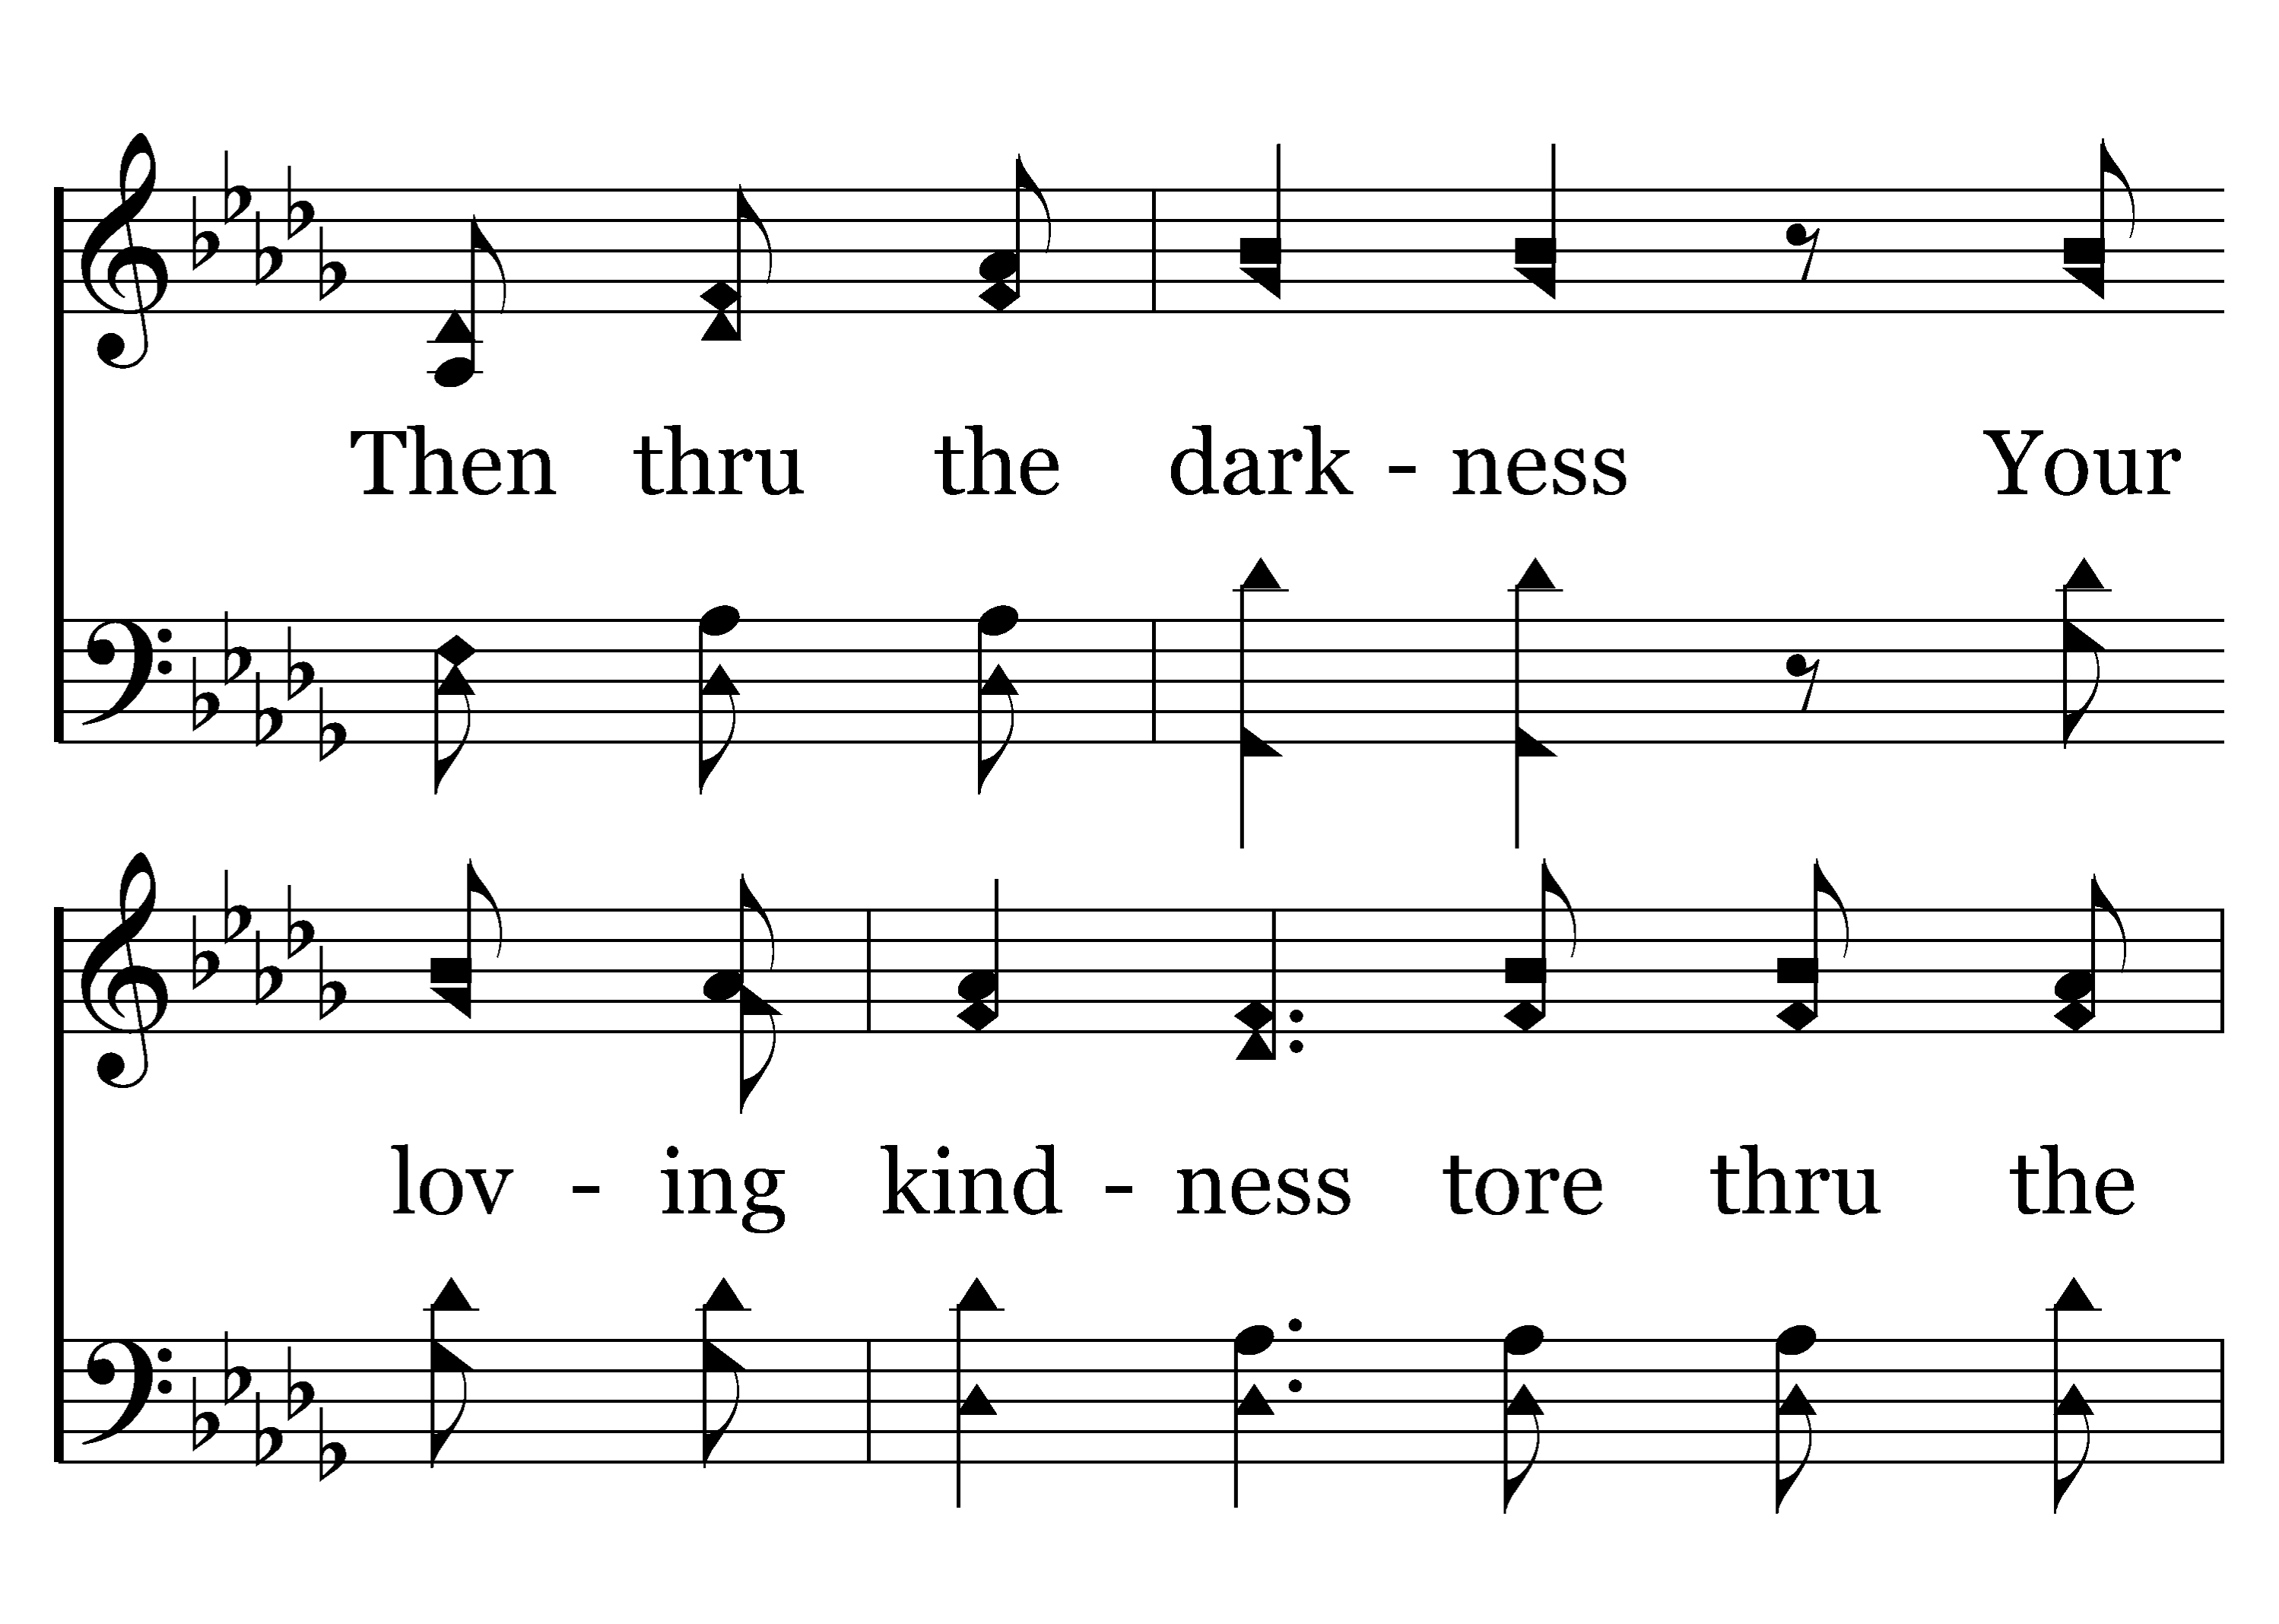 Then thru the dark - ness Your
lov - ing kind - ness tore thru the